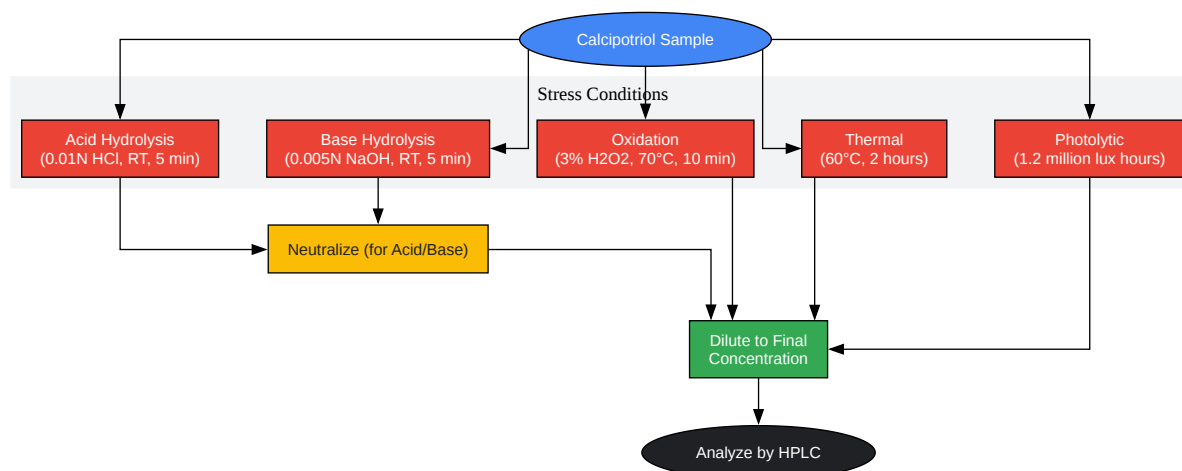 Calcipotriol Sample
Stress Conditions
Acid Hydrolysis
(0.01N HCl, RT, 5 min)
Base Hydrolysis
(0.005N NaOH, RT, 5 min)
Oxidation
(3% H2O2, 70°C, 10 min)
Thermal
(60°C, 2 hours)
Photolytic
(1.2 million lux hours)
Neutralize (for Acid/Base)
Dilute to Final
Concentration
Analyze by HPLC